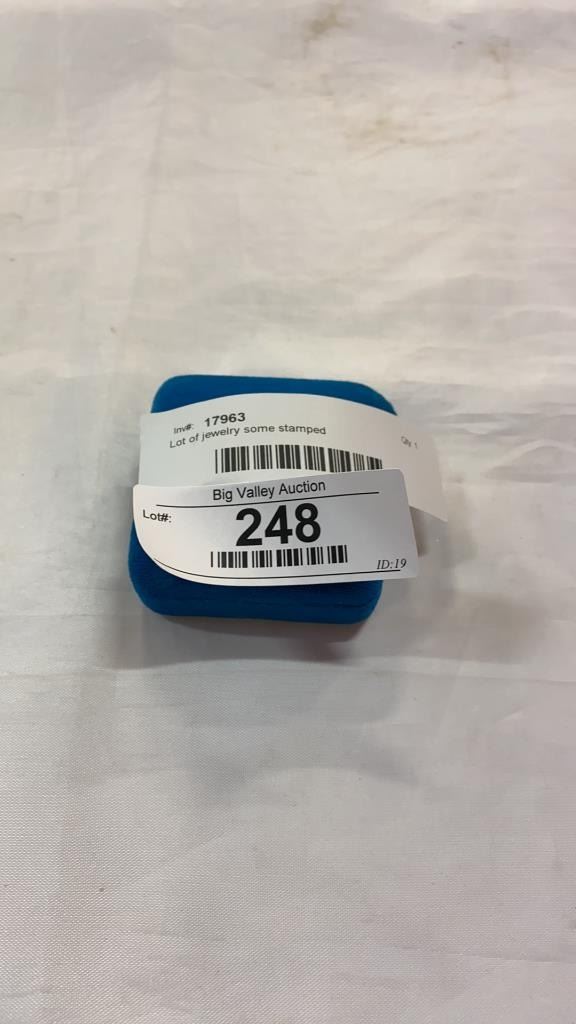 Inv#: 17963
Lot of jewelry some stamped
Qty 1
Big Valley Auction
Lot#:
248
ID:19